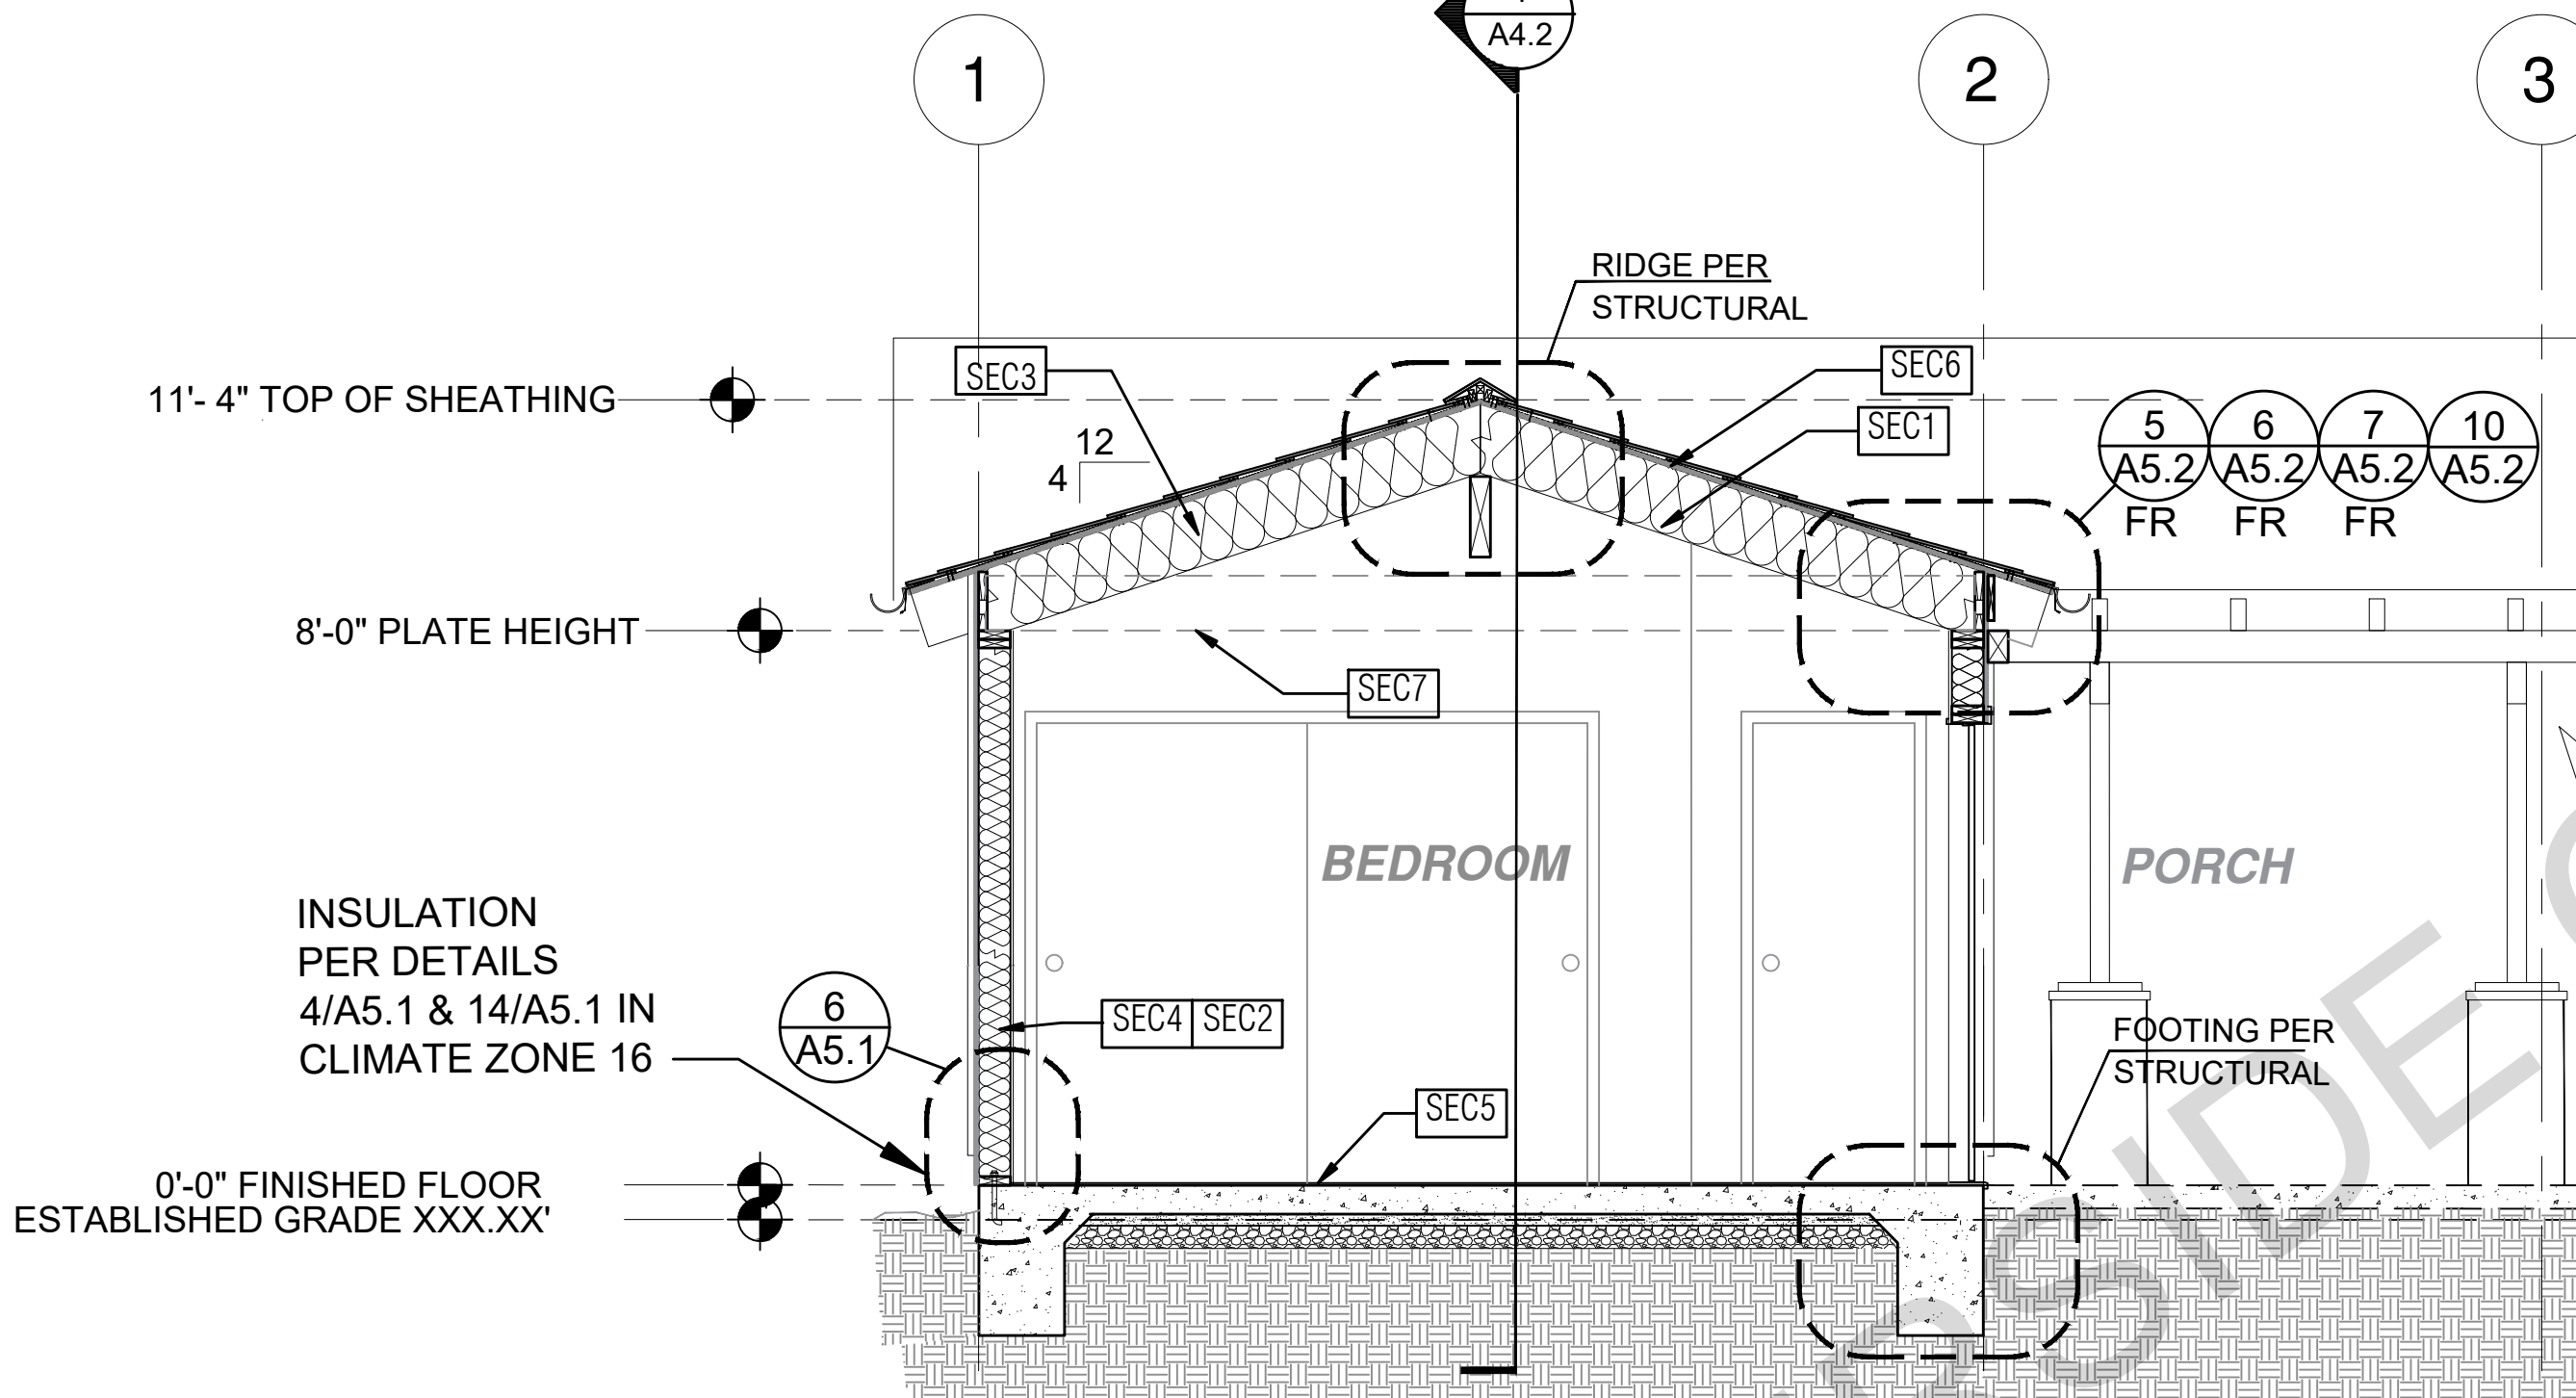 A4.2
1
2
3
RIDGE PER
STRUCTURAL
SEC3
SEC6
11'- 4" TOP OF SHEATHING
12
4
SEC1
5
A5.2
FR
6
A5.2
FR
7
A5.2
FR
10
A5.2
8'-0" PLATE HEIGHT
SEC7
BEDROOM
PORCH
INSULATION
PER DETAILS
4/A5.1 & 14/A5.1 IN
CLIMATE ZONE 16
6
A5.1
SEC4 SEC2
FOOTING PER
STRUCTURAL
SEC5
0'-0" FINISHED FLOOR
ESTABLISHED GRADE XXX.XX'
RSIDE